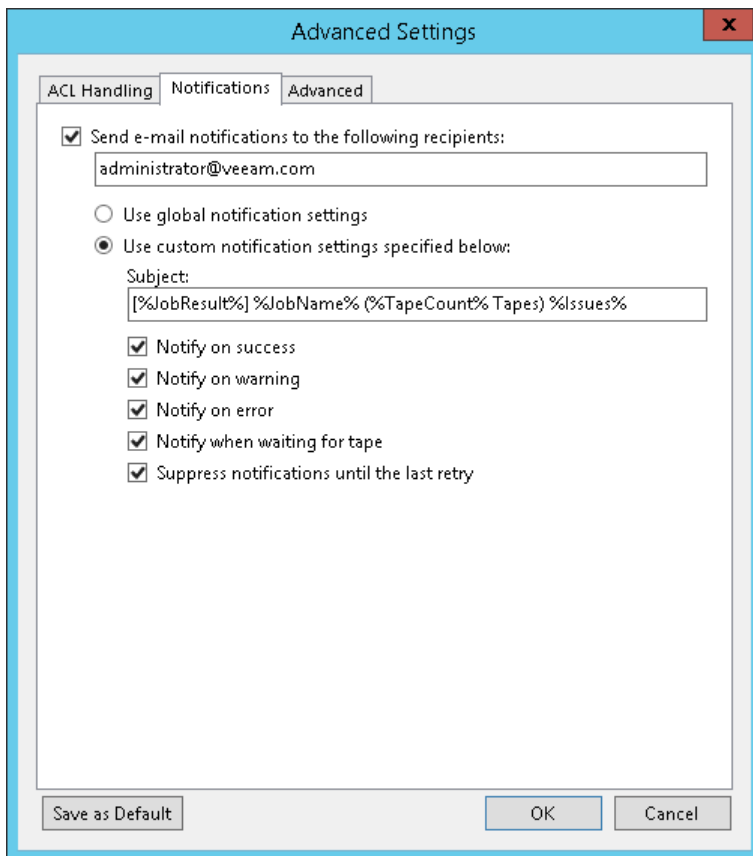 Advanced Settings
x
ACL Handling Notifications Advanced
Send e-mail notifications to the following recipients:
administrator@veeam.com
Use global notification settings
Use custom notification settings specified below:
Subject:
[%JobResult%] %JobName% (%TapeCount% Tapes) %Issues%
Notify on success
Notify on warning
Notify on error
Notify when waiting for tape
Suppress notifications until the last retry
Save as Default OK Cancel